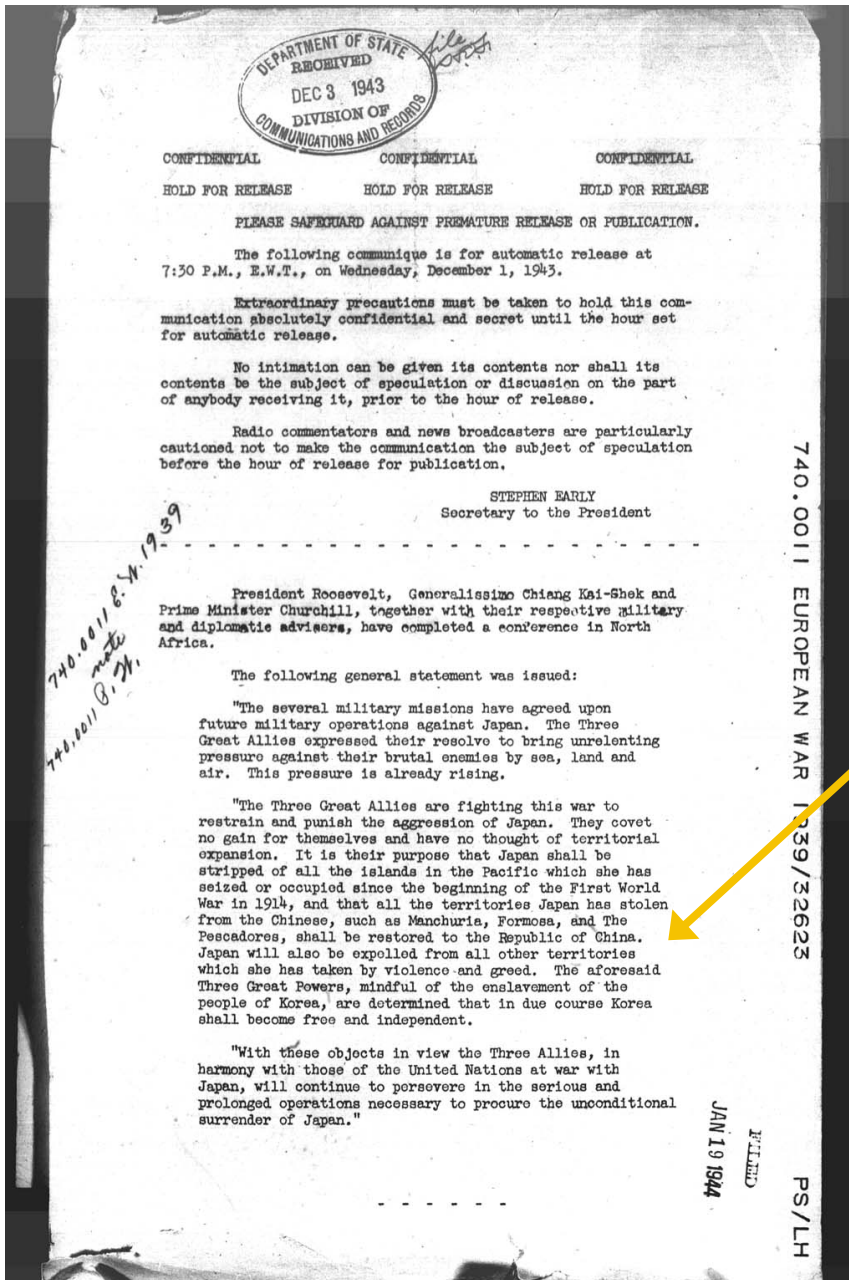 DEPARTMENT OF STATE
RECEIVED
DEC 3 1943
DIVISION OF
COMMUNICATIONS AND RECORDS
file
CONFIDENTIAL CONFIDENTIAL CONFIDENTIAL
HOLD FOR RELEASE HOLD FOR RELEASE HOLD FOR RELEASE
PLEASE SAFEGUARD AGAINST PREMATURE RELEASE OR PUBLICATION.
The following communique is for automatic release at
7:30 P.M., E.W.T., on Wednesday, December 1, 1943.
Extraordinary precautions must be taken to hold this com-
munication absolutely confidential and secret until the hour set
for automatic release.
No intimation can be given its contents nor shall its
contents be the subject of speculation or discussion on the part
of anybody receiving it, prior to the hour of release.
Radio commentators and news broadcasters are particularly
cautioned not to make the communication the subject of speculation
before the hour of release for publication.
STEPHEN EARLY
Secretary to the President
- - - - - - - - - - - - - - - - - - - - - - - -
President Roosevelt, Generalissimo Chiang Kai-Shek and
Prime Minister Churchill, together with their respective military
and diplomatic advisers, have completed a conference in North
Africa.
The following general statement was issued:
"The several military missions have agreed upon
future military operations against Japan. The Three
Great Allies expressed their resolve to bring unrelenting
pressure against their brutal enemies by sea, land and
air. This pressure is already rising.
"The Three Great Allies are fighting this war to
restrain and punish the aggression of Japan. They covet
no gain for themselves and have no thought of territorial
expansion. It is their purpose that Japan shall be
stripped of all the islands in the Pacific which she has
seized or occupied since the beginning of the First World
War in 1914, and that all the territories Japan has stolen
from the Chinese, such as Manchuria, Formosa, and The
Pescadores, shall be restored to the Republic of China.
Japan will also be expelled from all other territories
which she has taken by violence and greed. The aforesaid
Three Great Powers, mindful of the enslavement of the
people of Korea, are determined that in due course Korea
shall become free and independent.
"With these objects in view the Three Allies, in
harmony with those of the United Nations at war with
Japan, will continue to persevere in the serious and
prolonged operations necessary to procure the unconditional
surrender of Japan."
- - - - - -
740.0011 E.W. 1939
note
740.0011 P.W.
740.0011 EUROPEAN WAR 1939/32623
JAN 19 1944
FILED
PS/LH